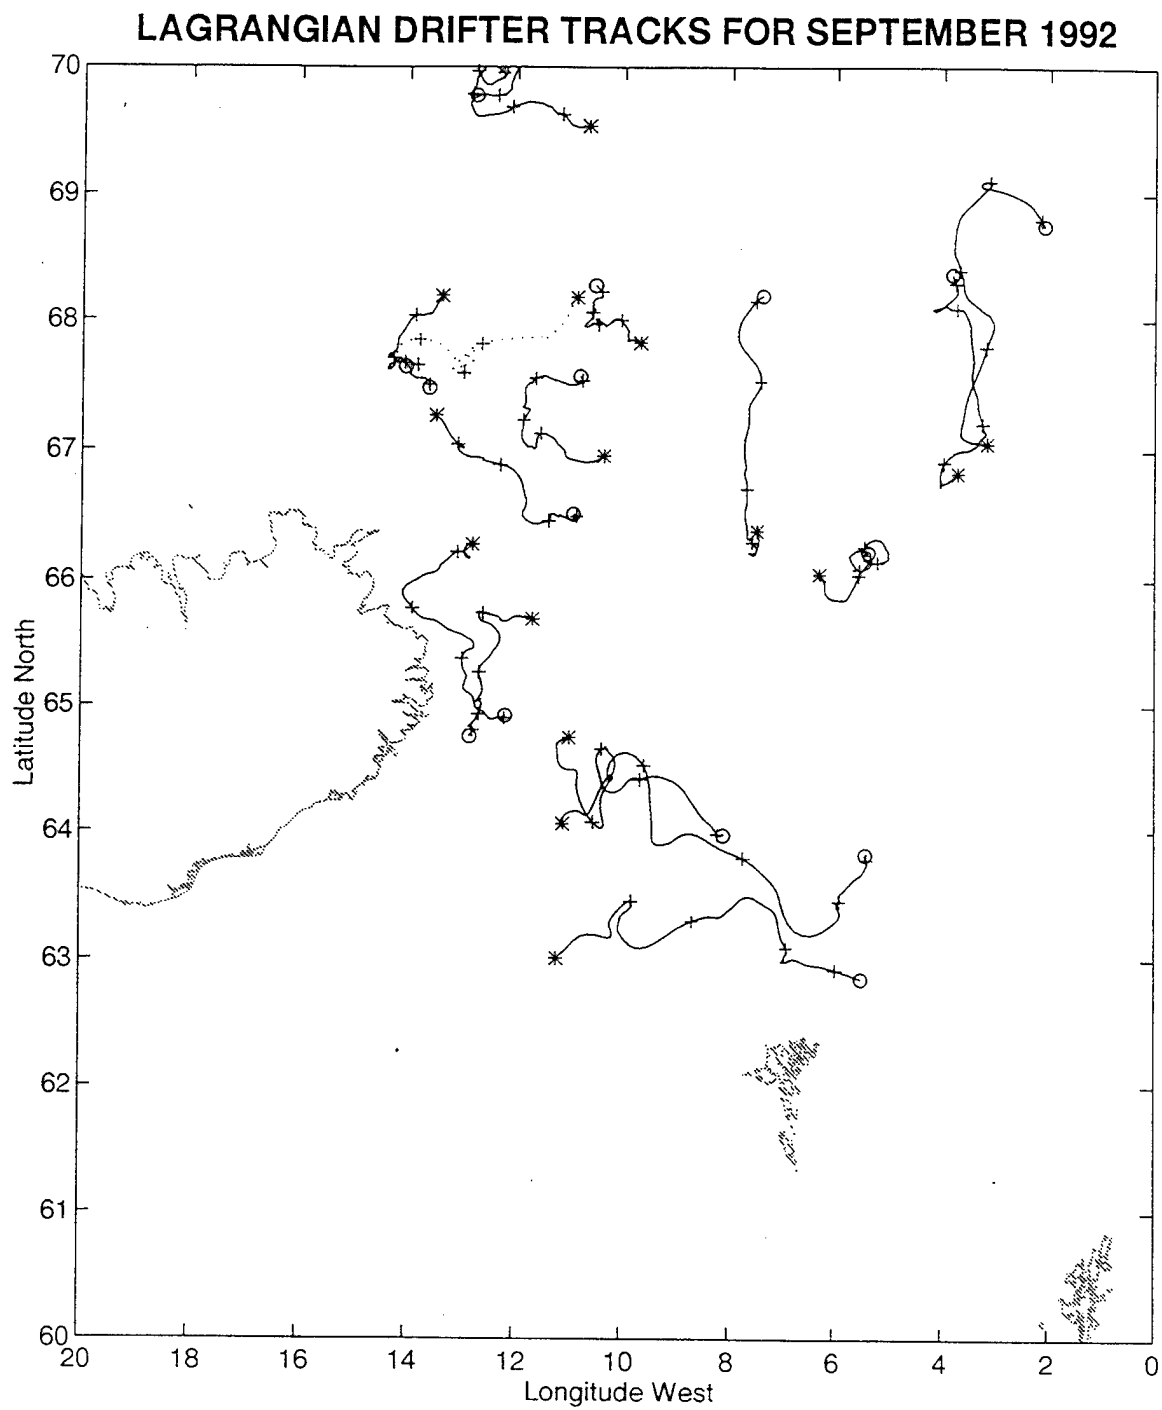 LAGRANGIAN DRIFTER TRACKS FOR SEPTEMBER 1992
70
69
68
67
66
65
64
63
62
61
60
Latitude North
20 18 16 14 12 10 8 6 4 2 0
Longitude West